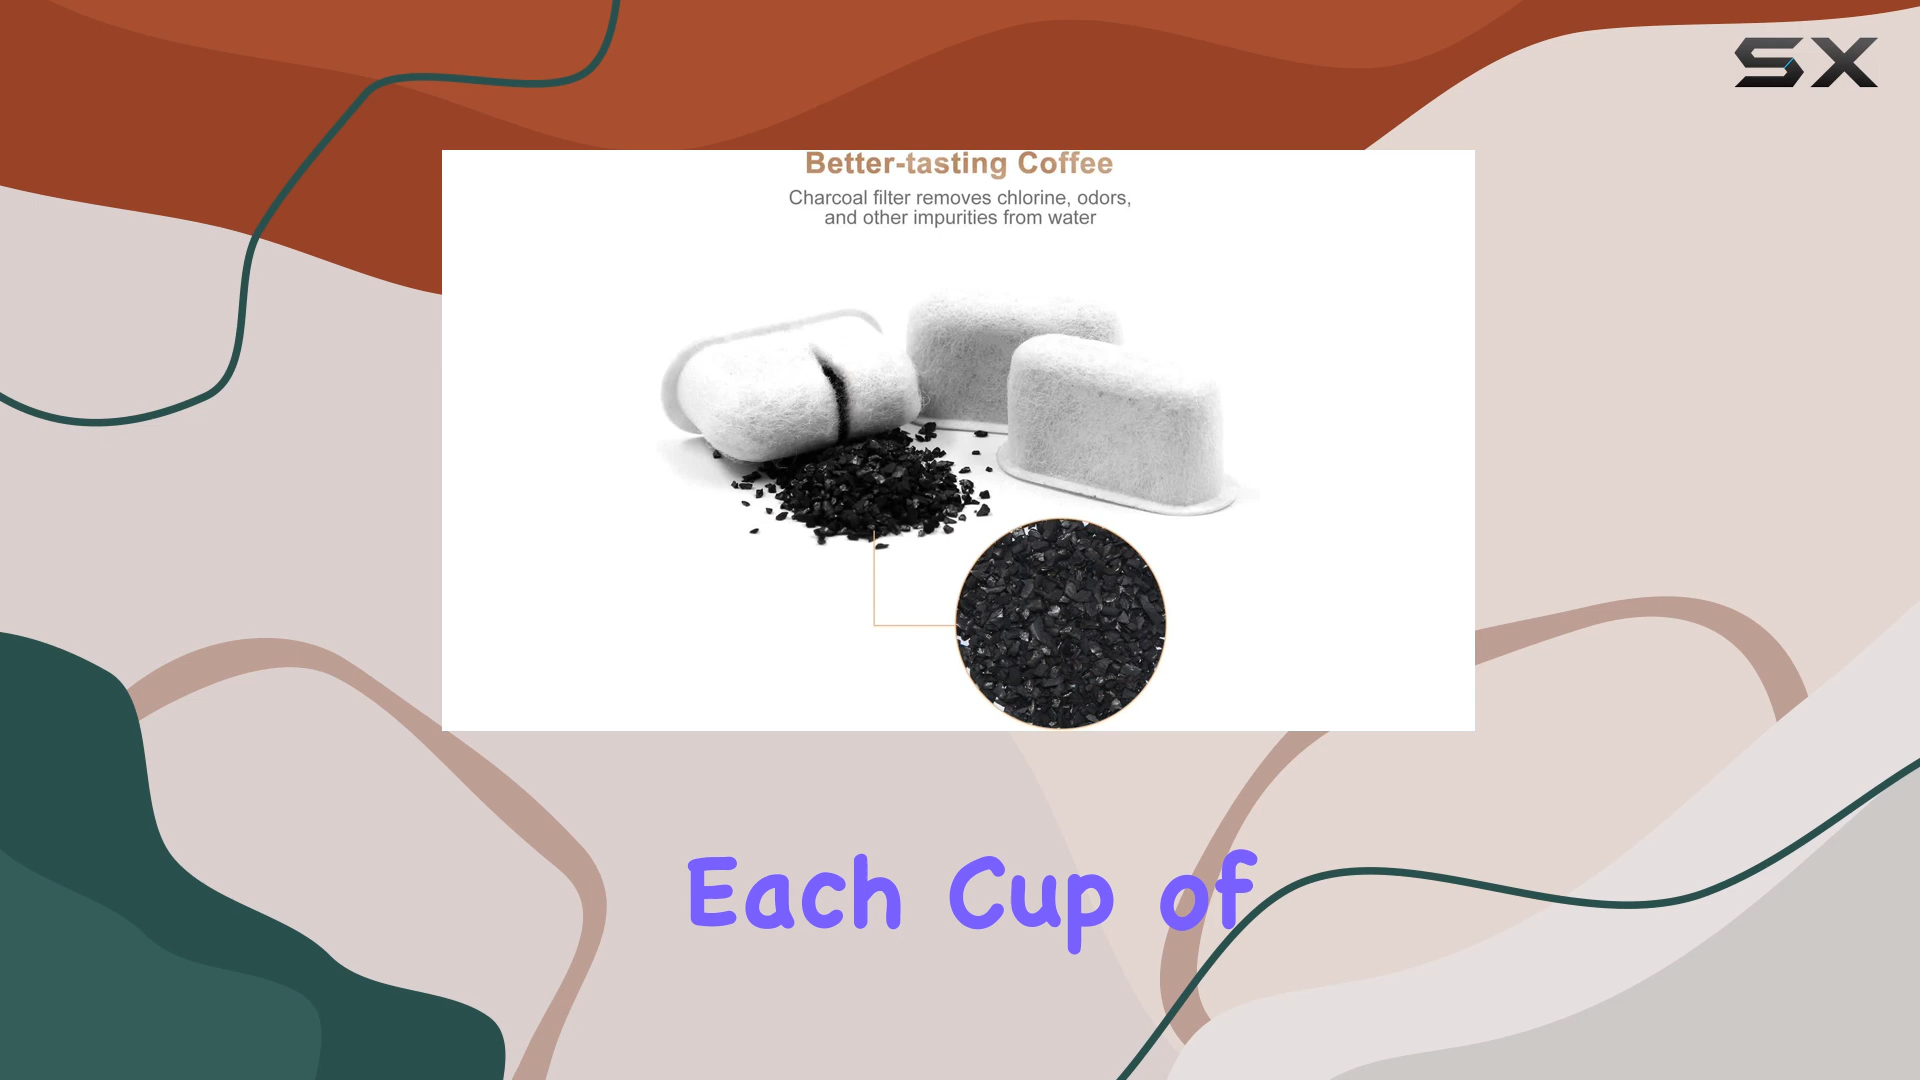 SX
Better-tasting Coffee
Charcoal filter removes chlorine, odors,
and other impurities from water
Each Cup of